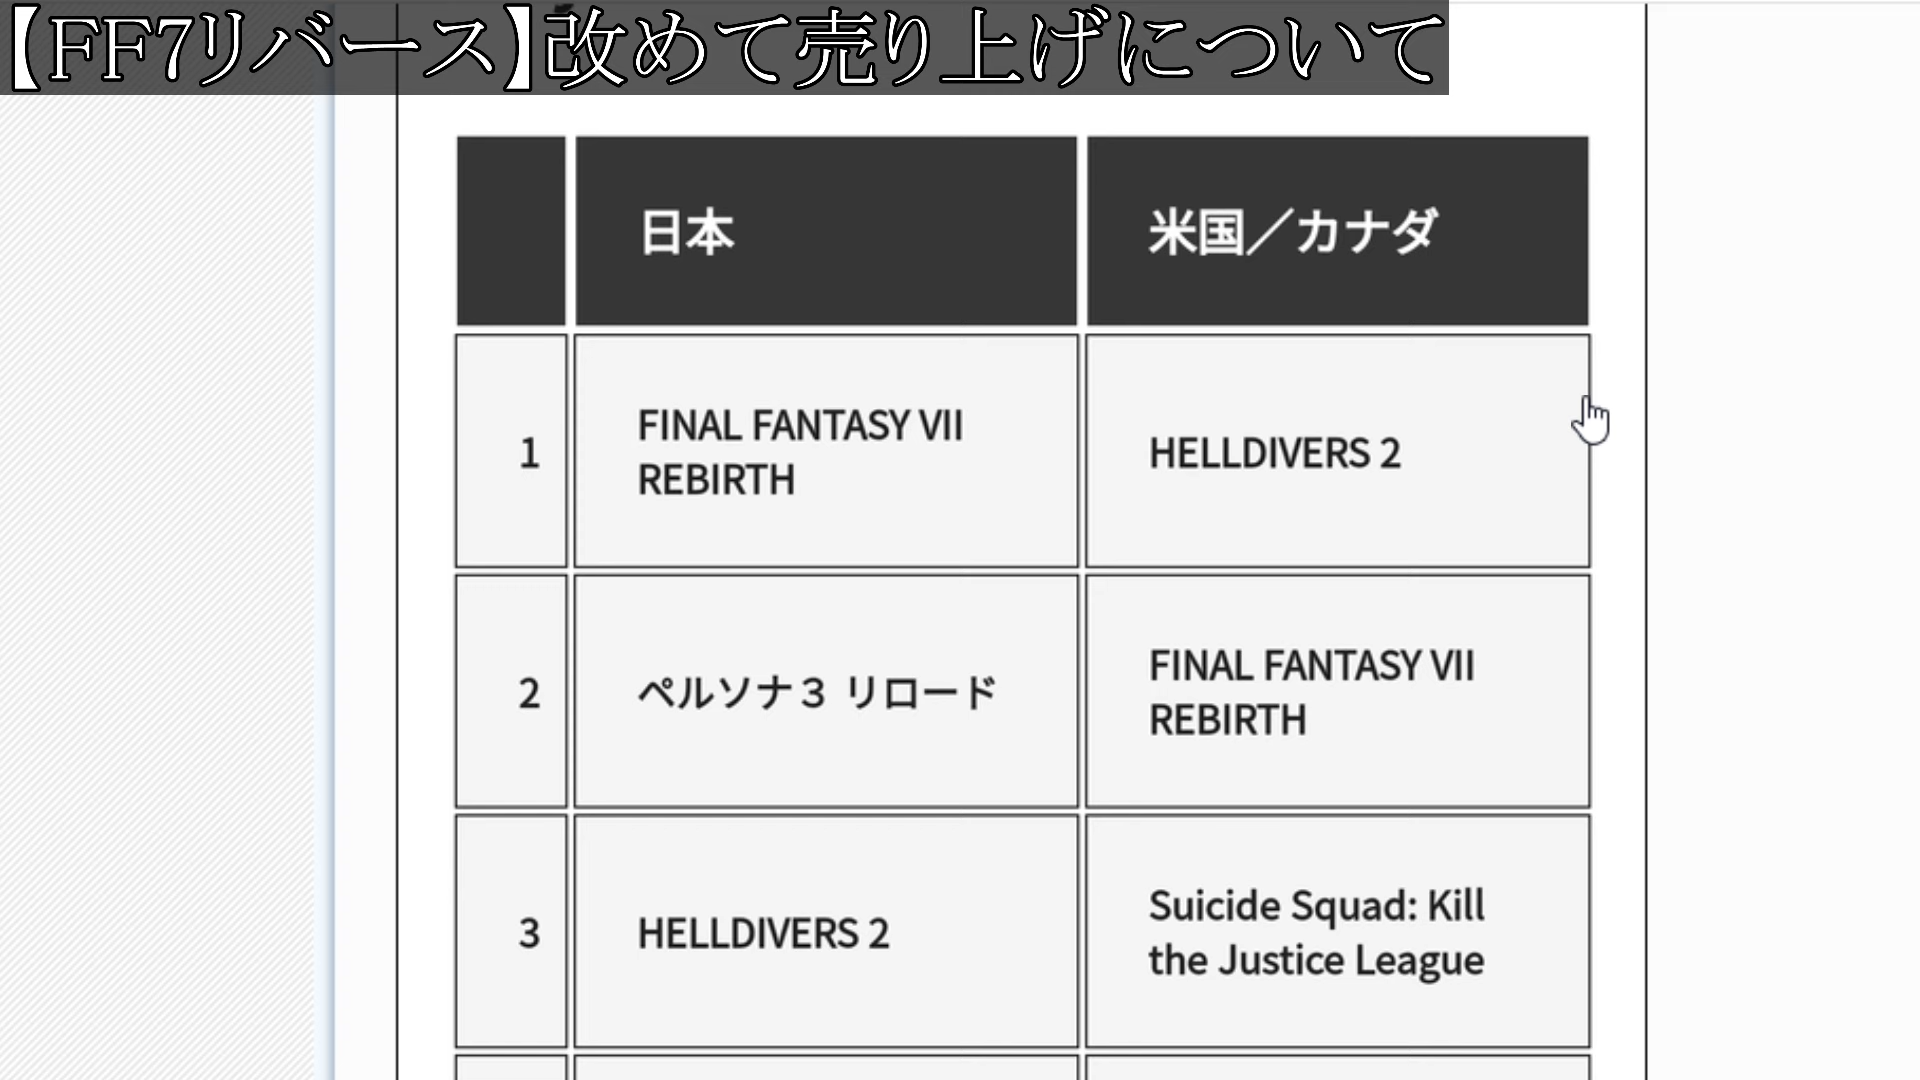 【FF7リバース】改めて売り上げについて
日本
米国／カナダ
1
FINAL FANTASY VII
REBIRTH
HELLDIVERS 2
2
ペルソナ３ リロード
FINAL FANTASY VII
REBIRTH
3
HELLDIVERS 2
Suicide Squad: Kill
the Justice League